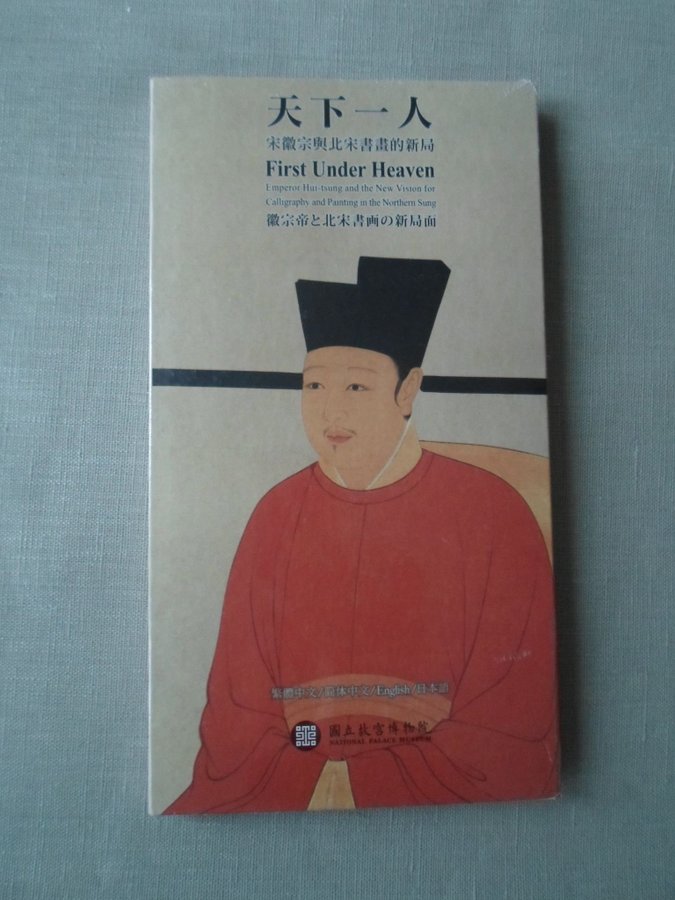 天下一人
宋徽宗與北宋書畫的新局
First Under Heaven
Emperor Hui-tsung and the New Vision for
Calligraphy and Painting in the Northern Sung
徽宗帝と北宋書画の新局面
繁體中文/简体中文/English/日本語
國立故宮博物院
NATIONAL PALACE MUSEUM